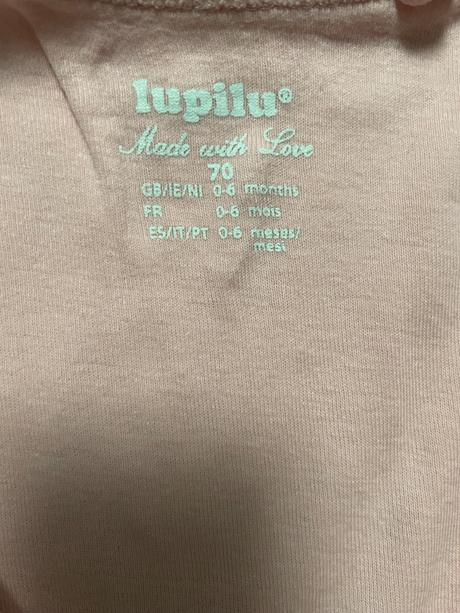 lupilu®
Made with Love
70
GB/IE/NI 0-6 months
FR 0-6 mois
ES/IT/PT 0-6 meses/
mesi